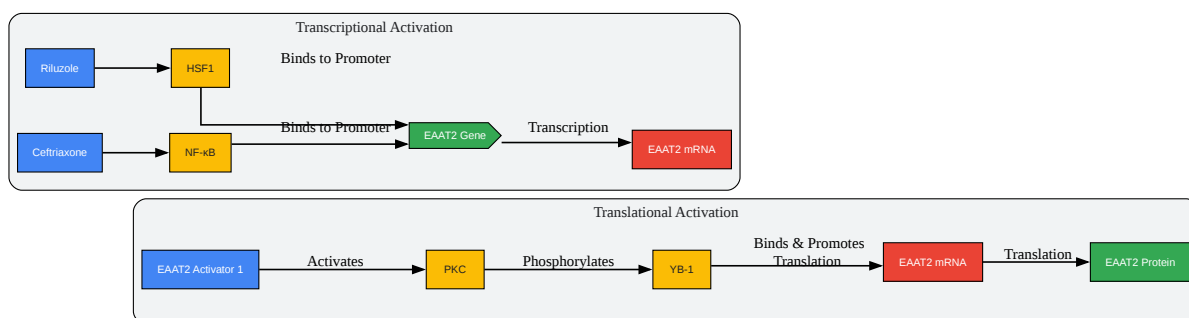 Transcriptional Activation
Riluzole
HSF1
Binds to Promoter
Ceftriaxone
NF-κB
Binds to Promoter
EAAT2 Gene
Transcription
EAAT2 mRNA
Translational Activation
EAAT2 Activator 1
Activates
PKC
Phosphorylates
YB-1
Binds & Promotes
Translation
EAAT2 mRNA
Translation
EAAT2 Protein